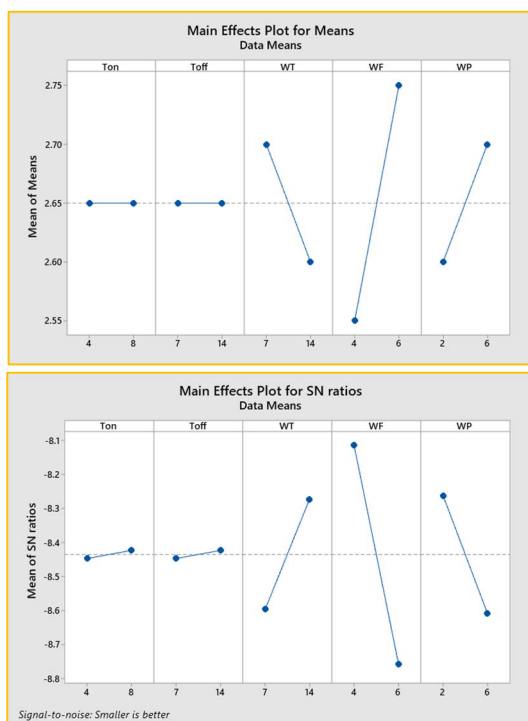 Main Effects Plot for Means
Data Means
Ton Toff WT WF WP
2.75
2.70
2.65
2.60
2.55
Mean of Means
4 8 7 14 7 14 4 6 2 6
Main Effects Plot for SN ratios
Data Means
Ton Toff WT WF WP
-8.1
-8.2
-8.3
-8.4
-8.5
-8.6
-8.7
-8.8
Mean of SN ratios
4 8 7 14 7 14 4 6 2 6
Signal-to-noise: Smaller is better